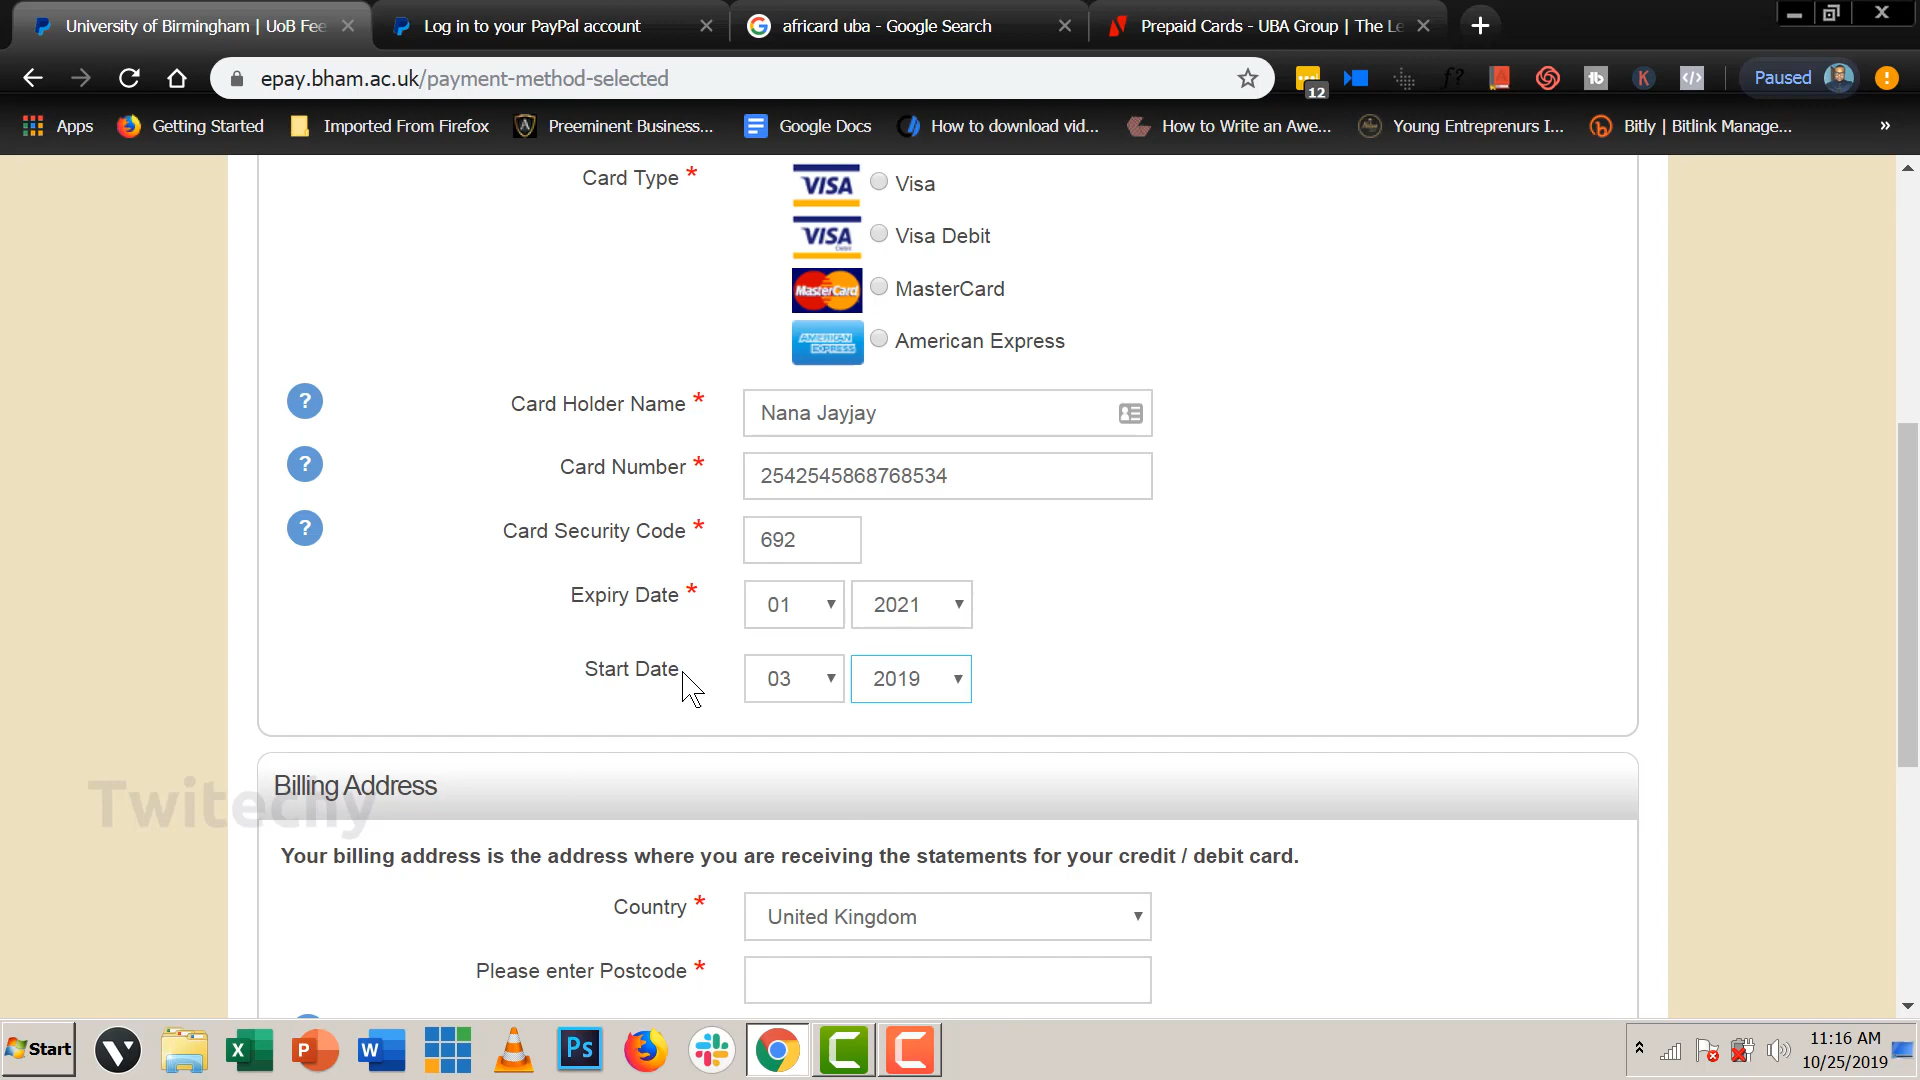 University of Birmingham | UoB Fee
Log in to your PayPal account
africard uba - Google Search
Prepaid Cards - UBA Group | The Le
epay.bham.ac.uk/payment-method-selected
12
f?
tb
K
Paused
Apps
Getting Started
Imported From Firefox
Preeminent Business...
Google Docs
How to download vid...
How to Write an Awe...
Young Entreprenurs I...
Bitly | Bitlink Manage...
Card Type *
VISA Visa
VISA Visa Debit
MasterCard MasterCard
AMERICAN EXPRESS American Express
? Card Holder Name * Nana Jayjay
? Card Number * 2542545868768534
? Card Security Code * 692
Expiry Date * 01 2021
Start Date 03 2019
Billing Address
Twitechy
Your billing address is the address where you are receiving the statements for your credit / debit card.
Country * United Kingdom
Please enter Postcode *
Start
Ps
11:16 AM
10/25/2019